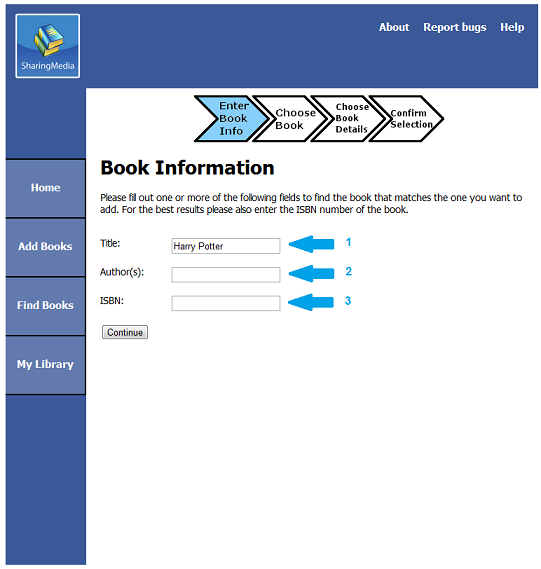 About Report bugs Help
SharingMedia
Enter
Book
Info
Choose
Book
Choose
Book
Details
Confirm
Selection
Book Information
Please fill out one or more of the following fields to find the book that matches the one you want to
add. For the best results please also enter the ISBN number of the book.
Title: Harry Potter 1
Author(s): 2
ISBN: 3
Continue
Home
Add Books
Find Books
My Library